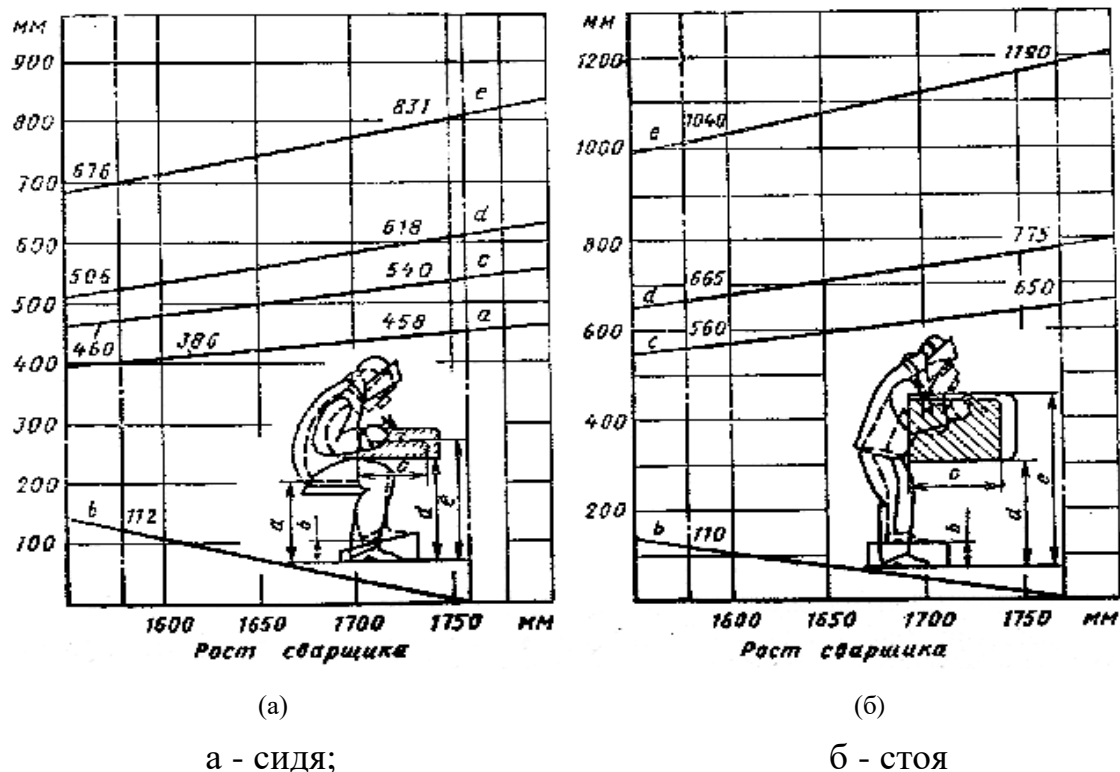 мм
900
800
700
600
500
400
300
200
100
676
831
e
506
618
d
460
540
c
386
458
a
b
112
c
a
b
d
e
1600 1650 1700 1750 мм
Рост сварщика
(а)
а - сидя;
мм
1200
1000
800
600
400
200
1190
1040
665
775
d
560
650
c
b
110
b
d
e
1600 1650 1700 1750 мм
Рост сварщика
(б)
б - стоя